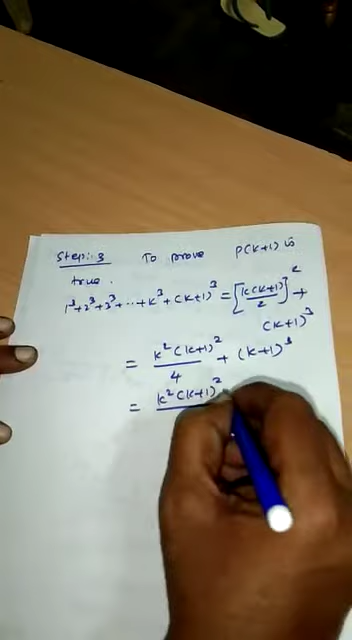 Step: 3 To prove P(k+1) is
true.
1³+2³+3³+...+k³+(k+1)³ = [k(k+1)/2]² +
(k+1)³
= k²(k+1)²/4 + (k+1)³
= k²(k+1)²